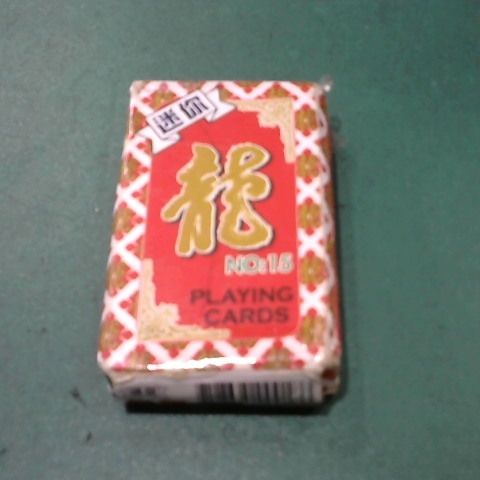 迷你
龍
NO:15
PLAYING
CARDS